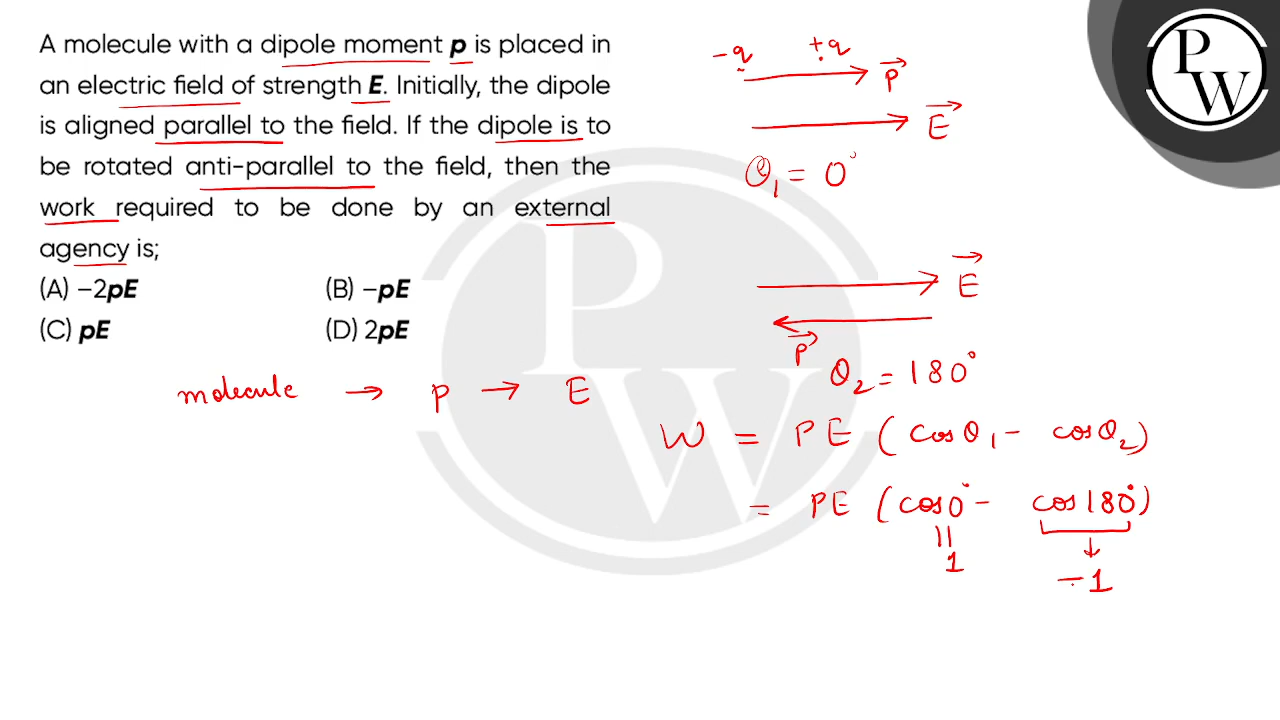 A molecule with a dipole moment p is placed in
an electric field of strength E. Initially, the dipole
is aligned parallel to the field. If the dipole is to
be rotated anti-parallel to the field, then the
work required to be done by an external
agency is;
(A) −2pE (B) −pE
(C) pE (D) 2pE
molecule → p → E
−q +q
P⃗
E⃗
θ₁ = 0°
E⃗
P⃗
θ₂ = 180°
W = PE (cosθ₁ − cosθ₂)
= PE (cos0° − cos180°)
1
−1
P
W
P
W